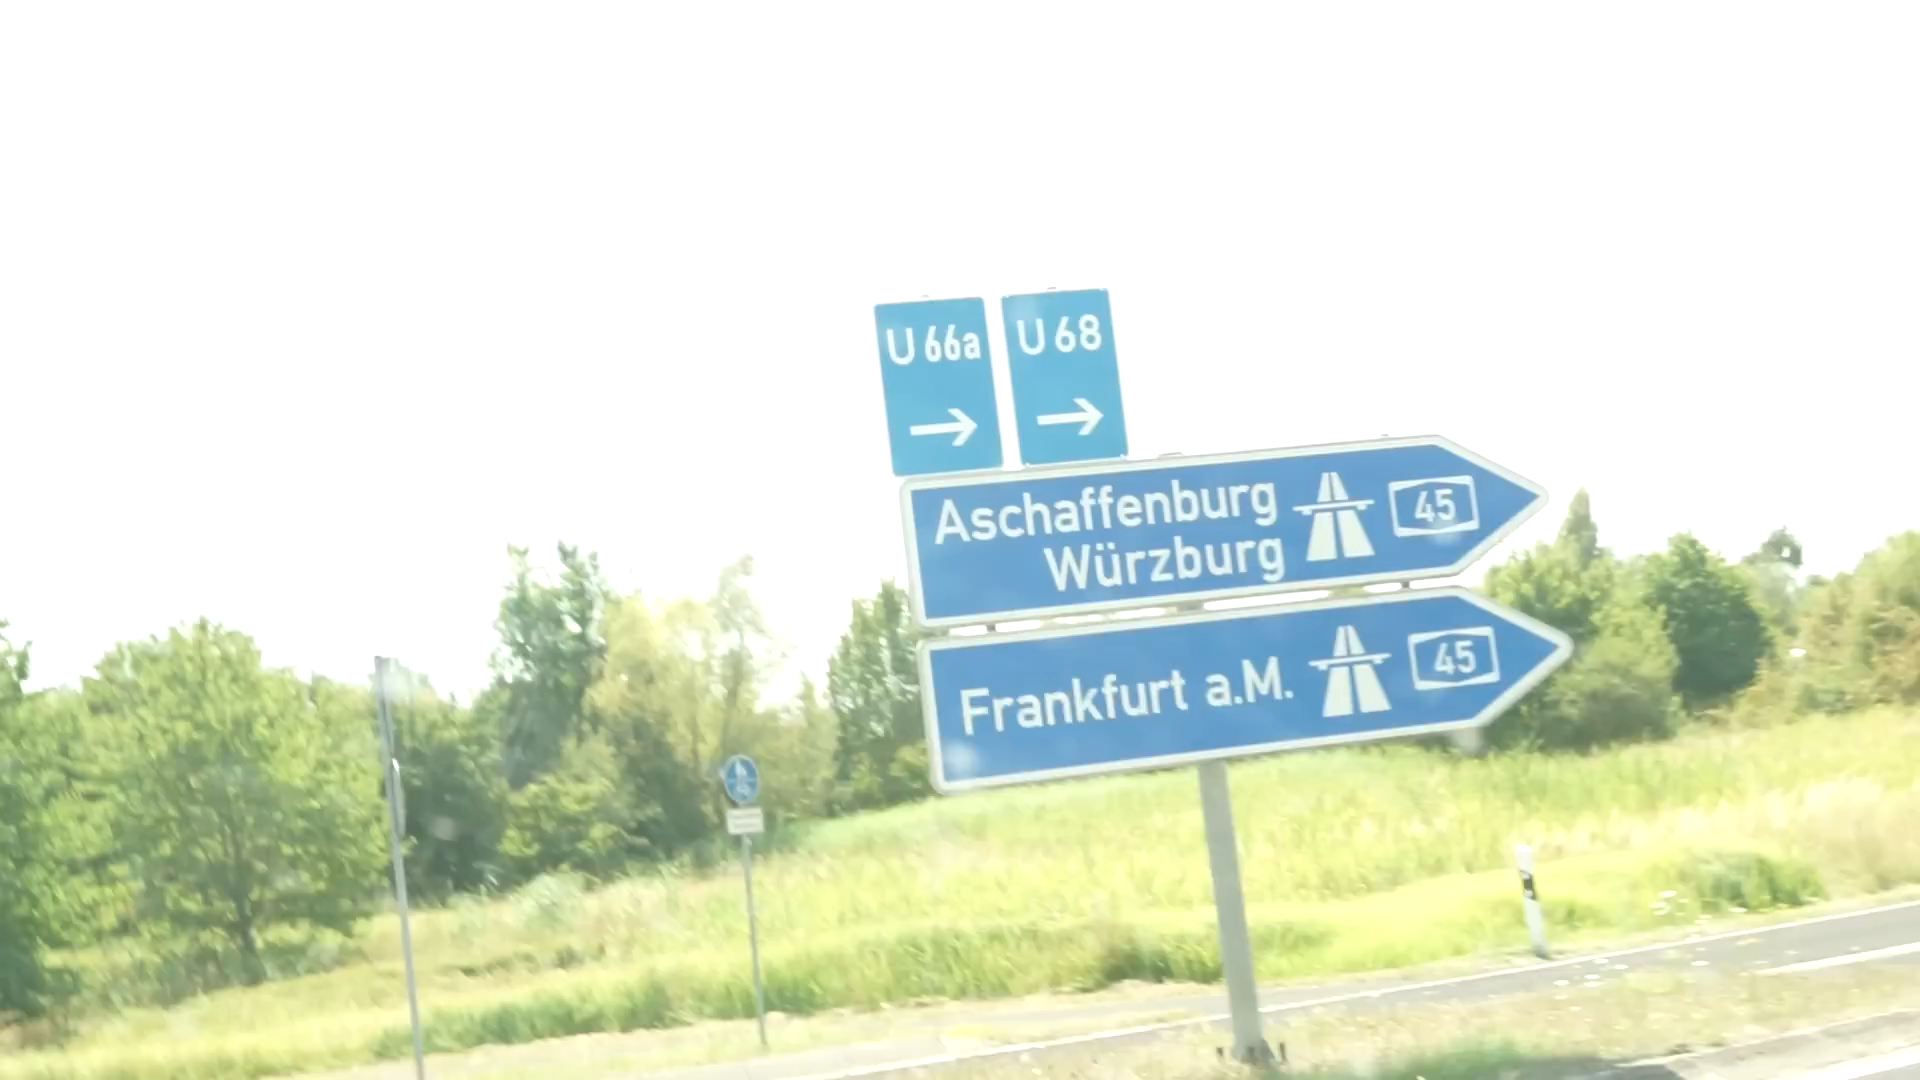 U 66a
U 68
Aschaffenburg
Würzburg
45
Frankfurt a.M.
45